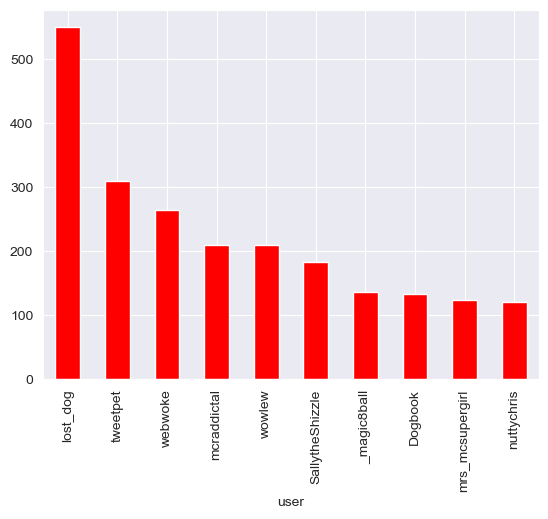 500
400
300
200
100
0
lost_dog
tweetpet
webwoke
mcraddictal
wowlew
SallytheShizzle
_magic8ball
Dogbook
mrs_mcsupergirl
nuttychris
user